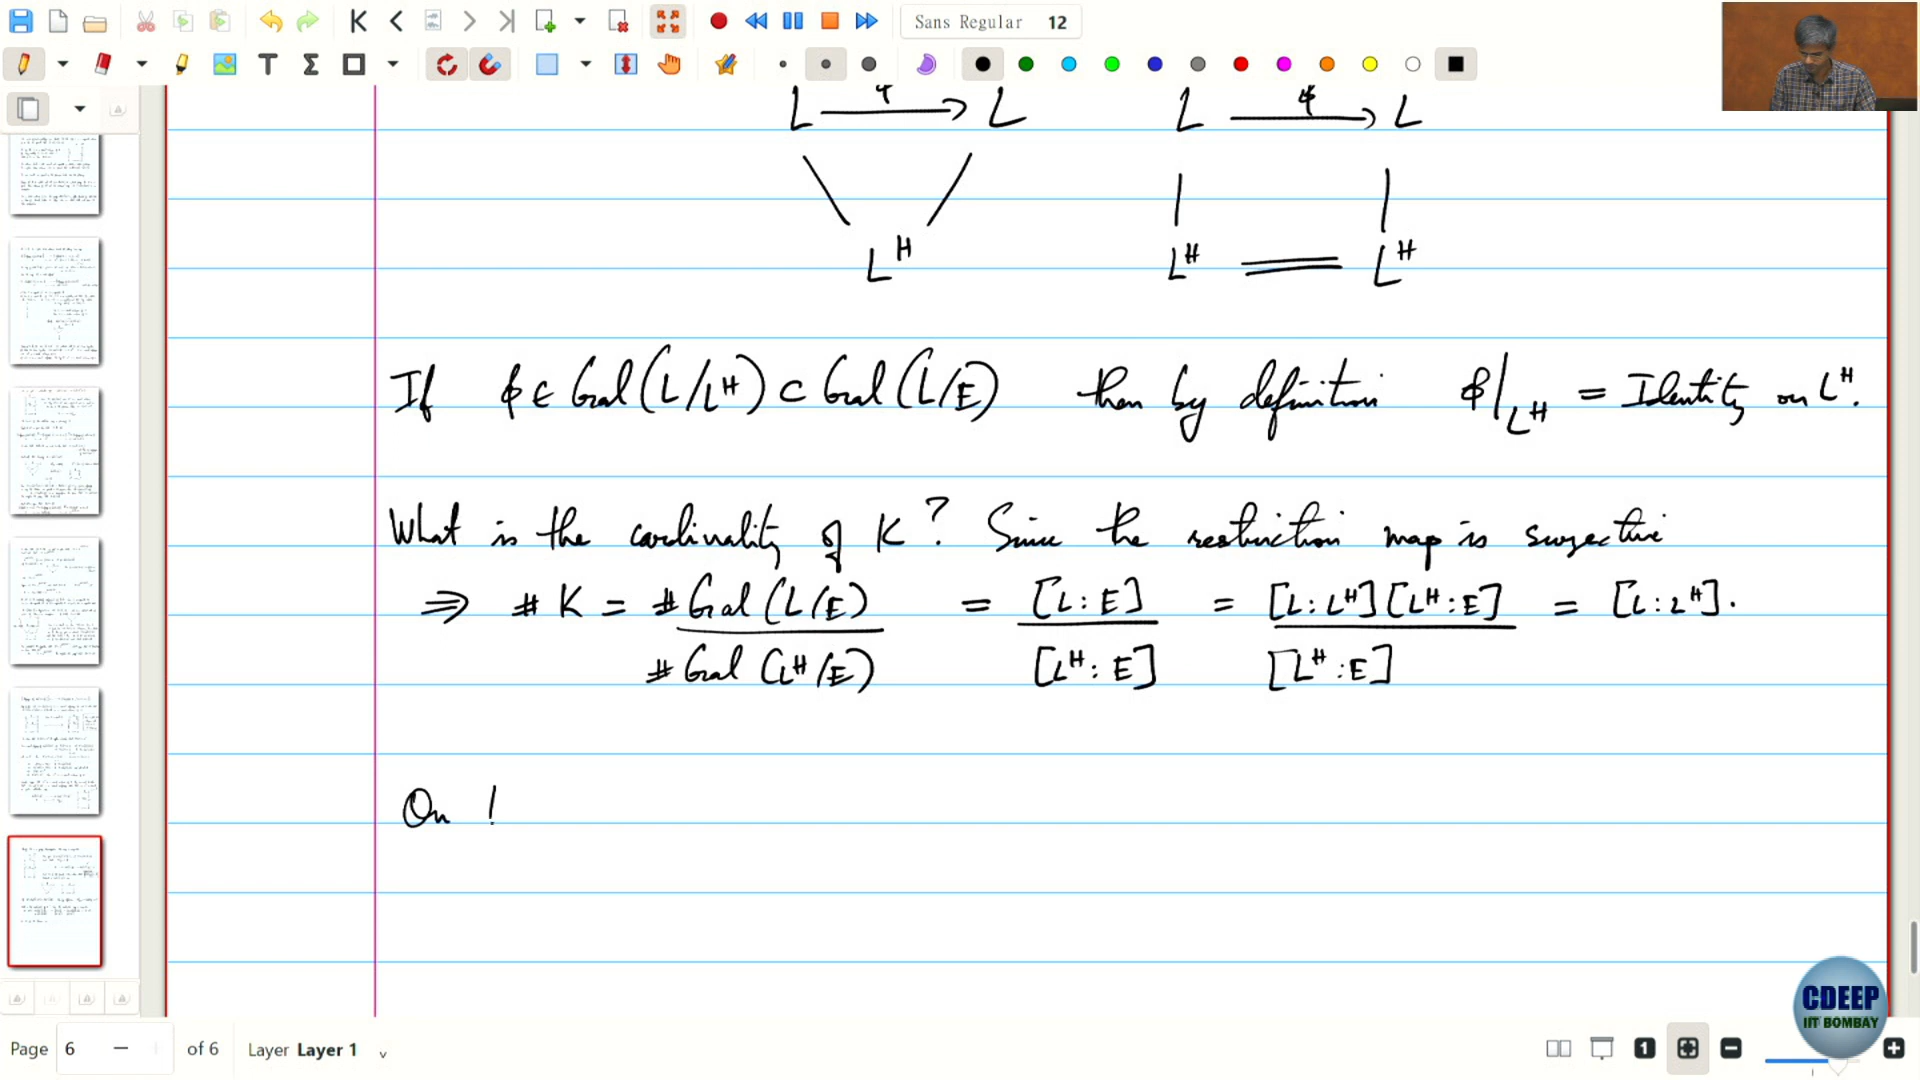 Sans Regular 12
L —φ→ L L —φ→ L
L^H L^H = L^H
If φ ∈ Gal(L/L^H) ⊂ Gal(L/E) then by definition φ|_{L^H} = Identity on L^H.
What is the cardinality of K? Since the restriction map is surjective
⇒ # K = #Gal(L/E) / #Gal(L^H/E) = [L:E] / [L^H:E] = [L:L^H][L^H:E] / [L^H:E] = [L:L^H].
On
CDEEP
IIT BOMBAY
Page 6 of 6 Layer Layer 1